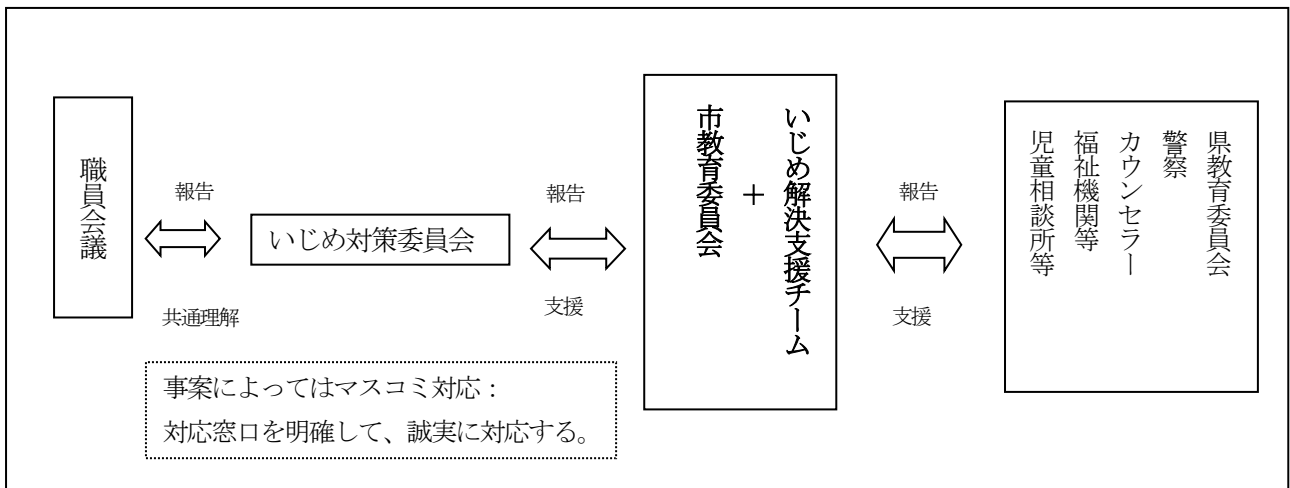 職員会議
報告
共通理解
いじめ対策委員会
報告
支援
いじめ解決支援チーム
＋
市教育委員会
報告
支援
県教育委員会
警察
カウンセラー
福祉機関等
児童相談所等
事案によってはマスコミ対応：
対応窓口を明確して、誠実に対応する。